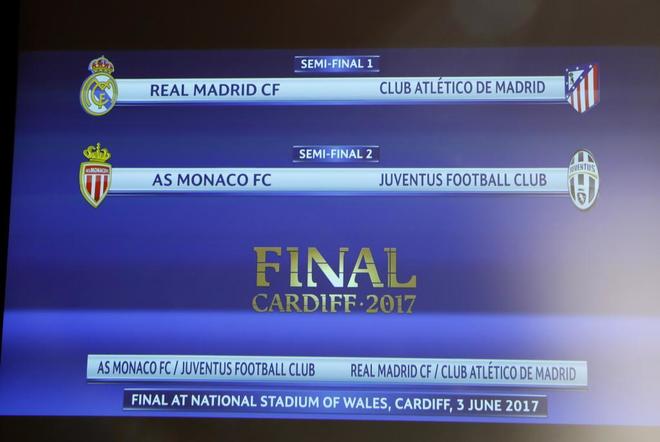 SEMI-FINAL 1
REAL MADRID CF CLUB ATLÉTICO DE MADRID
SEMI-FINAL 2
AS MONACO FC JUVENTUS FOOTBALL CLUB
JUVENTUS
FINAL
CARDIFF·2017
AS MONACO FC / JUVENTUS FOOTBALL CLUB REAL MADRID CF / CLUB ATLÉTICO DE MADRID
FINAL AT NATIONAL STADIUM OF WALES, CARDIFF, 3 JUNE 2017